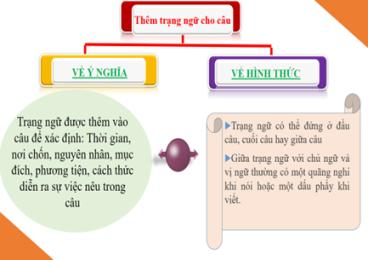 Thêm trạng ngữ cho câu
VỀ Ý NGHĨA
VỀ HÌNH THỨC
Trạng ngữ được thêm vào
câu để xác định: Thời gian,
nơi chốn, nguyên nhân, mục
đích, phương tiện, cách thức
diễn ra sự việc nêu trong
câu
Trạng ngữ có thể đứng ở đầu
câu, cuối câu hay giữa câu
Giữa trạng ngữ với chủ ngữ và
vị ngữ thường có một quãng nghỉ
khi nói hoặc một dấu phẩy khi
viết.